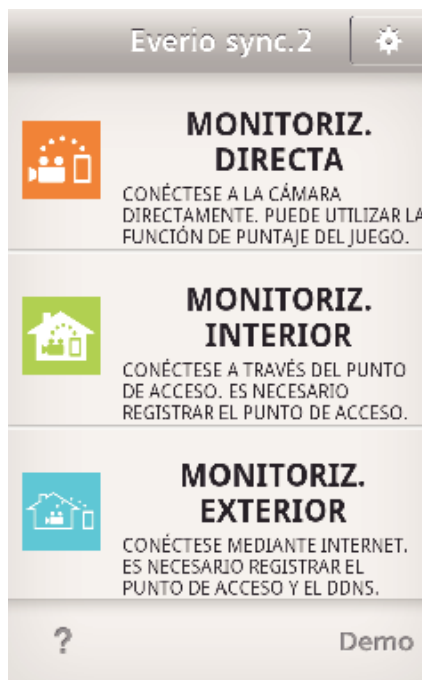 Everio sync.2
MONITORIZ.
DIRECTA
CONÉCTESE A LA CÁMARA
DIRECTAMENTE. PUEDE UTILIZAR LA
FUNCIÓN DE PUNTAJE DEL JUEGO.
MONITORIZ.
INTERIOR
CONÉCTESE A TRAVÉS DEL PUNTO
DE ACCESO. ES NECESARIO
REGISTRAR EL PUNTO DE ACCESO.
MONITORIZ.
EXTERIOR
CONÉCTESE MEDIANTE INTERNET.
ES NECESARIO REGISTRAR EL
PUNTO DE ACCESO Y EL DDNS.
? Demo